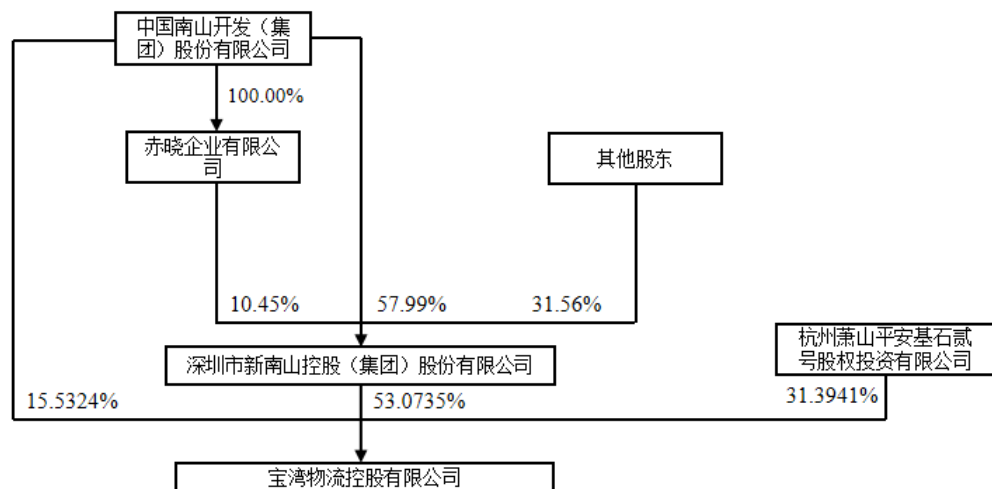 中国南山开发（集
团）股份有限公司
100.00%
赤晓企业有限公
司
其他股东
10.45%
57.99%
31.56%
深圳市新南山控股（集团）股份有限公司
杭州萧山平安基石贰
号股权投资有限公司
15.5324%
53.0735%
31.3941%
宝湾物流控股有限公司